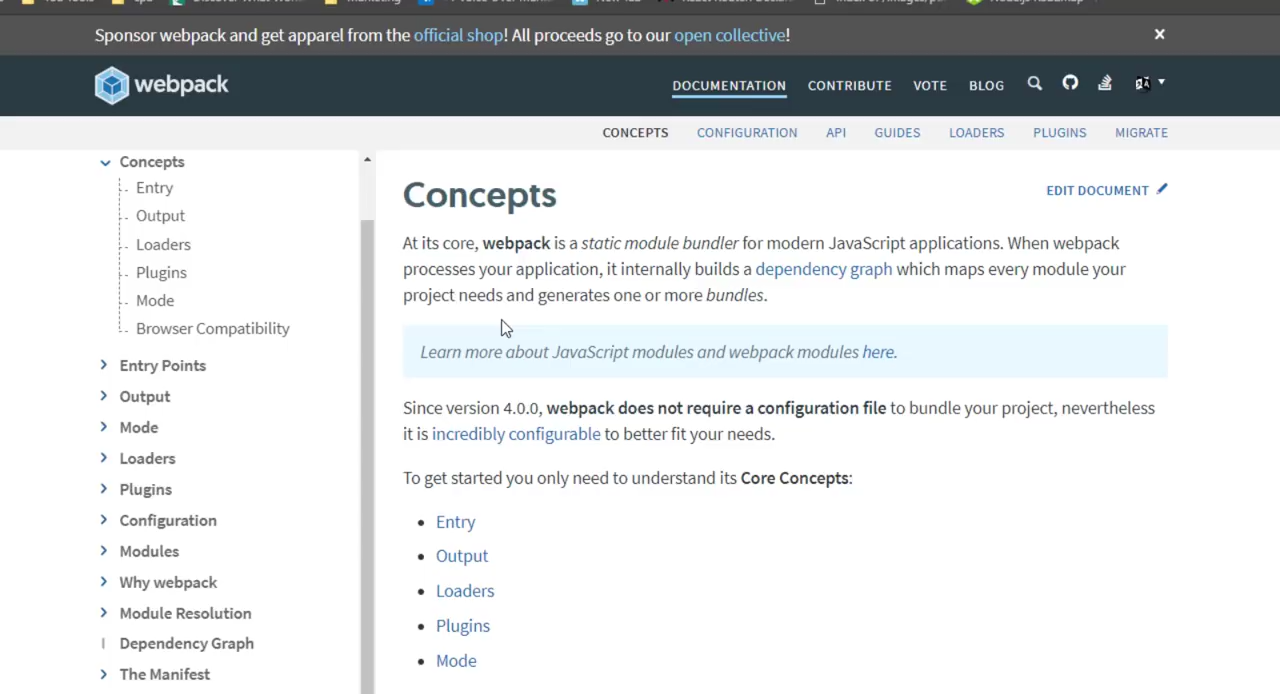 Sponsor webpack and get apparel from the official shop! All proceeds go to our open collective!
webpack
DOCUMENTATION CONTRIBUTE VOTE BLOG
CONCEPTS CONFIGURATION API GUIDES LOADERS PLUGINS MIGRATE
Concepts
Entry
Output
Loaders
Plugins
Mode
Browser Compatibility
Entry Points
Output
Mode
Loaders
Plugins
Configuration
Modules
Why webpack
Module Resolution
Dependency Graph
The Manifest
Concepts
EDIT DOCUMENT
At its core, webpack is a static module bundler for modern JavaScript applications. When webpack
processes your application, it internally builds a dependency graph which maps every module your
project needs and generates one or more bundles.
Learn more about JavaScript modules and webpack modules here.
Since version 4.0.0, webpack does not require a configuration file to bundle your project, nevertheless
it is incredibly configurable to better fit your needs.
To get started you only need to understand its Core Concepts:
Entry
Output
Loaders
Plugins
Mode